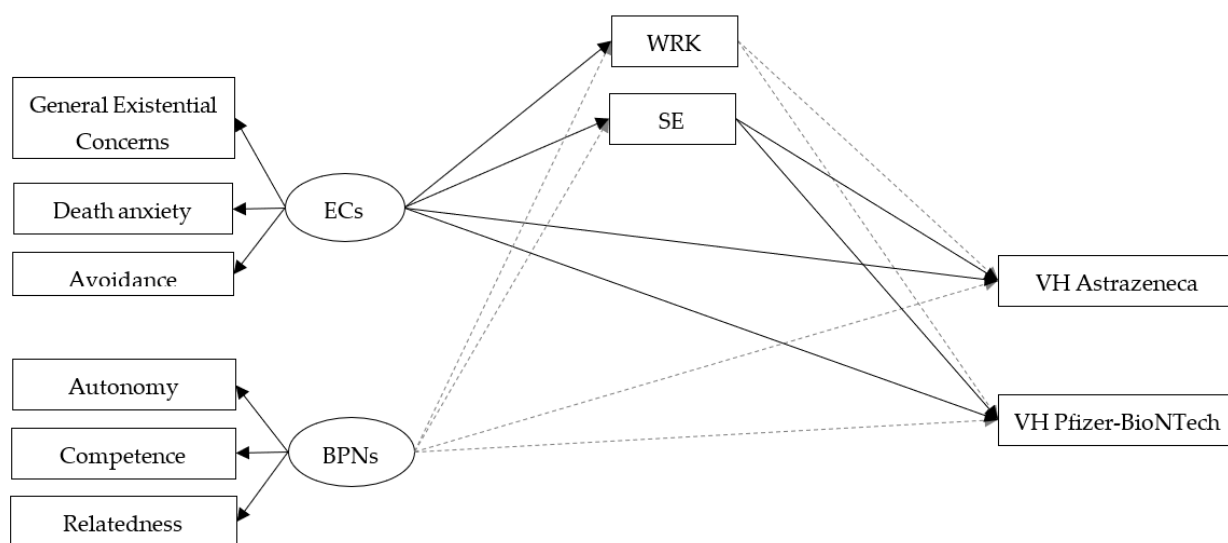 WRK
SE
General Existential
Concerns
Death anxiety
Avoidance
ECs
VH Astrazeneca
Autonomy
Competence
Relatedness
BPNs
VH Pfizer-BioNTech